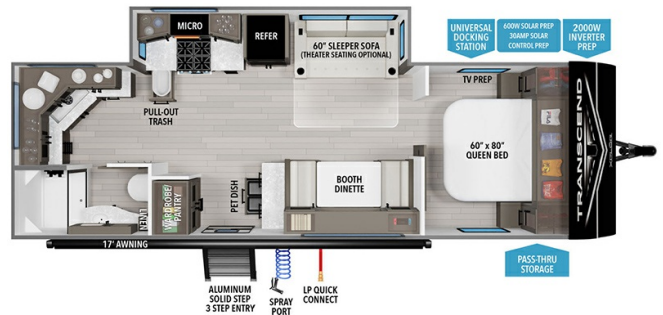 MICRO
REFER
60" SLEEPER SOFA
(THEATER SEATING OPTIONAL)
UNIVERSAL
DOCKING
STATION
600W SOLAR PREP
30AMP SOLAR
CONTROL PREP
2000W
INVERTER
PREP
TV PREP
PULL-OUT
TRASH
60" x 80"
QUEEN BED
TRANSCEND
BOOTH
DINETTE
PET DISH
WARDROBE/
PANTRY
LINEN
17' AWNING
PASS-THRU
STORAGE
ALUMINUM
SOLID STEP
3 STEP ENTRY
SPRAY
PORT
LP QUICK
CONNECT